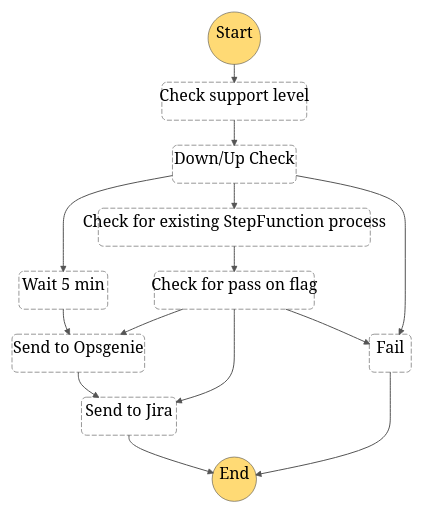 Start
Check support level
Down/Up Check
Check for existing StepFunction process
Wait 5 min
Check for pass on flag
Send to Opsgenie
Fail
Send to Jira
End